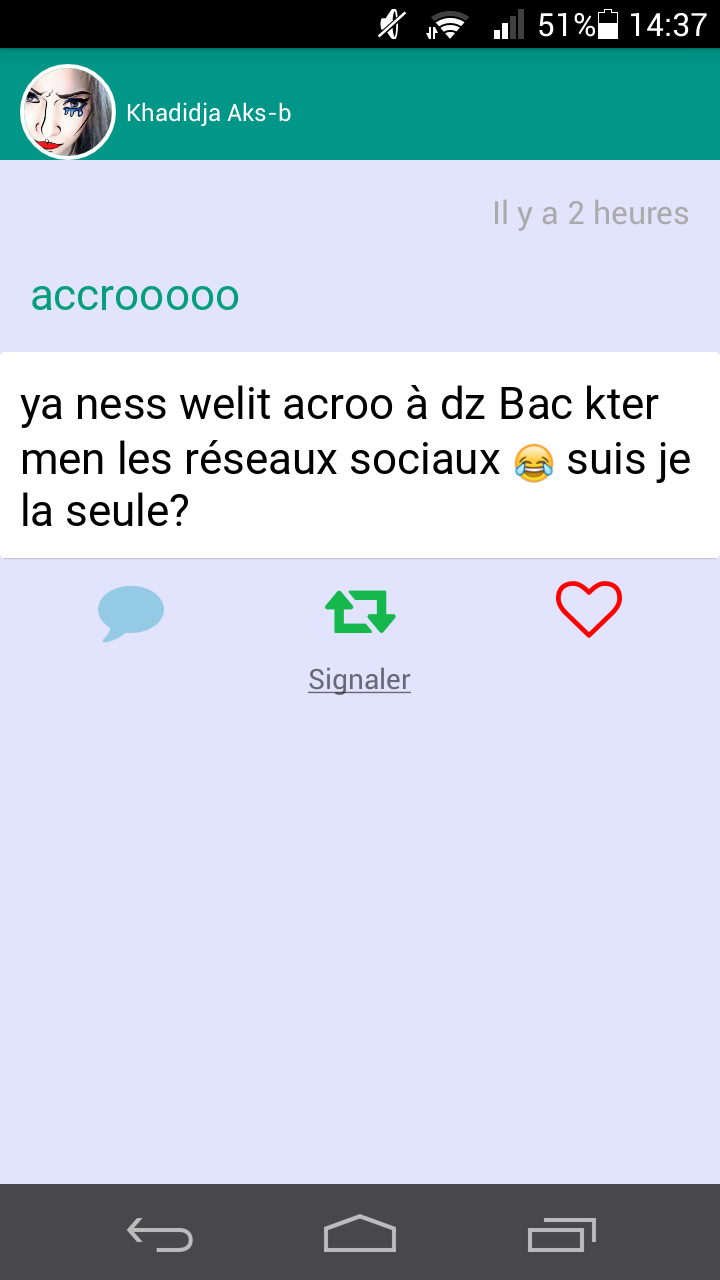 51% 14:37
Khadidja Aks-b
Il y a 2 heures
accrooooo
ya ness welit acroo à dz Bac kter
men les réseaux sociaux 😂 suis je
la seule?
Signaler